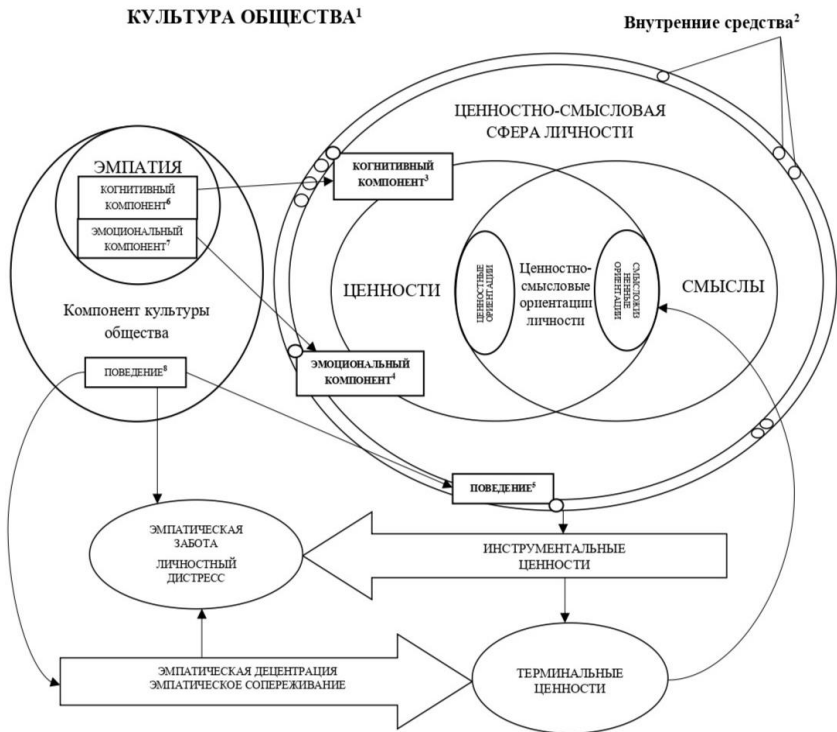 КУЛЬТУРА ОБЩЕСТВА¹
Внутренние средства²
ЦЕННОСТНО-СМЫСЛОВАЯ
СФЕРА ЛИЧНОСТИ
ЭМПАТИЯ
КОГНИТИВНЫЙ
КОМПОНЕНТ⁶
ЭМОЦИОНАЛЬНЫЙ
КОМПОНЕНТ⁷
Компонент культуры
общества
ПОВЕДЕНИЕ⁸
КОГНИТИВНЫЙ
КОМПОНЕНТ³
ЦЕННОСТИ
ЦЕННОСТНЫЕ
ОРИЕНТАЦИИ
Ценностно-
смысловые
ориентации
личности
СМЫСЛОЖИЗ
НЕННЫЕ
ОРИЕНТАЦИИ
СМЫСЛЫ
ЭМОЦИОНАЛЬНЫЙ
КОМПОНЕНТ⁴
ПОВЕДЕНИЕ⁵
ЭМПАТИЧЕСКАЯ
ЗАБОТА
ЛИЧНОСТНЫЙ
ДИСТРЕСС
ИНСТРУМЕНТАЛЬНЫЕ
ЦЕННОСТИ
ЭМПАТИЧЕСКАЯ ДЕЦЕНТРАЦИЯ
ЭМПАТИЧЕСКОЕ СОПЕРЕЖИВАНИЕ
ТЕРМИНАЛЬНЫЕ
ЦЕННОСТИ